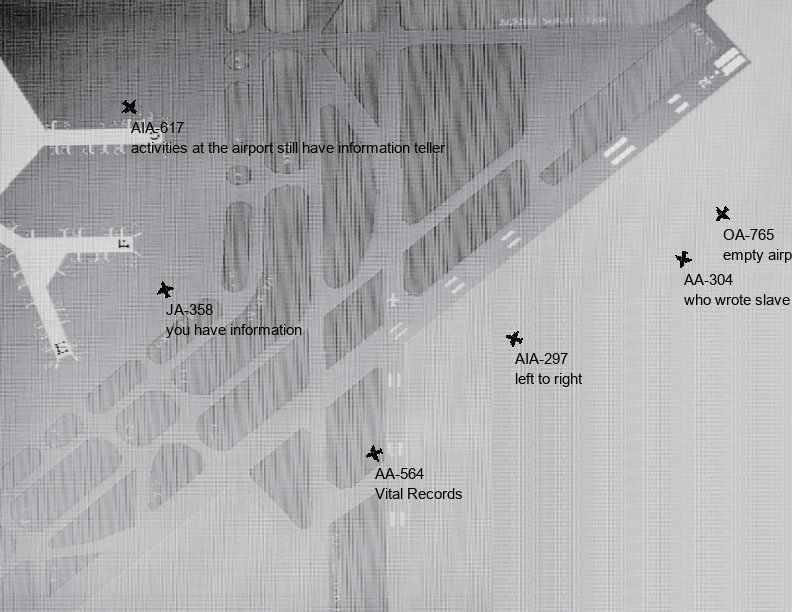 AIA-617
activities at the airport still have information teller
OA-765
empty airp
AA-304
who wrote slave
JA-358
you have information
AIA-297
left to right
AA-564
Vital Records